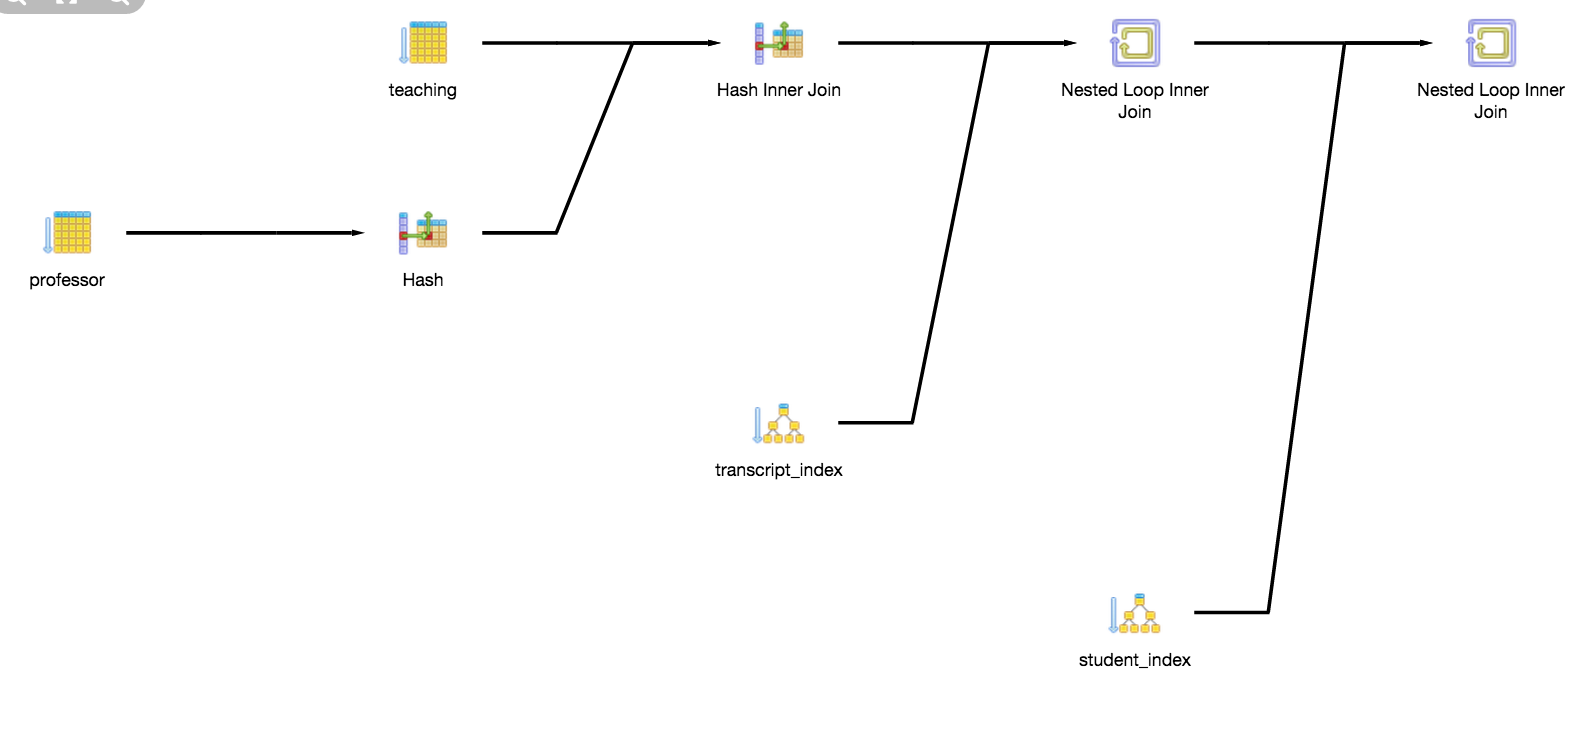 teaching
Hash Inner Join
Nested Loop Inner
Join
Nested Loop Inner
Join
professor
Hash
transcript_index
student_index